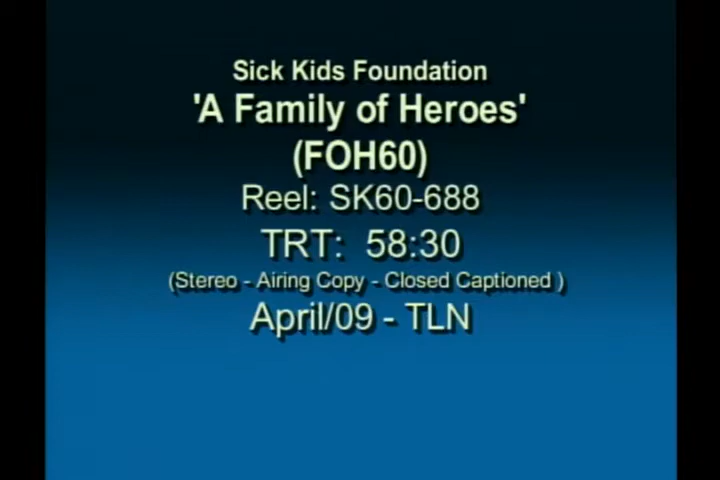 Sick Kids Foundation
'A Family of Heroes'
(FOH60)
Reel: SK60-688
TRT: 58:30
(Stereo - Airing Copy - Closed Captioned )
April/09 - TLN